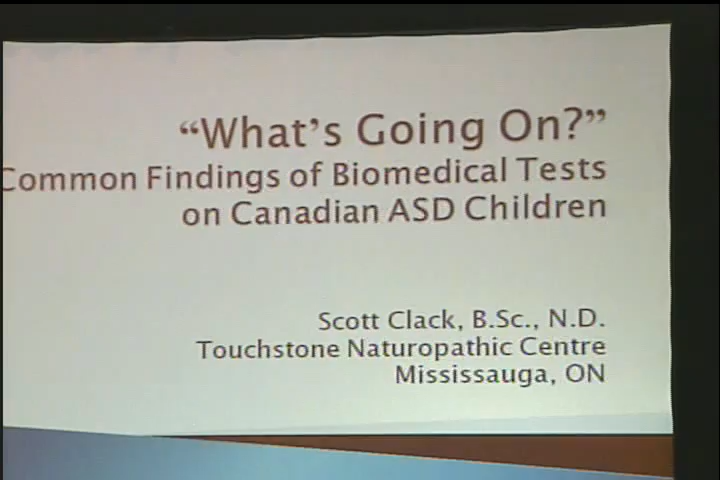 “What’s Going On?”
Common Findings of Biomedical Tests
on Canadian ASD Children
Scott Clack, B.Sc., N.D.
Touchstone Naturopathic Centre
Mississauga, ON